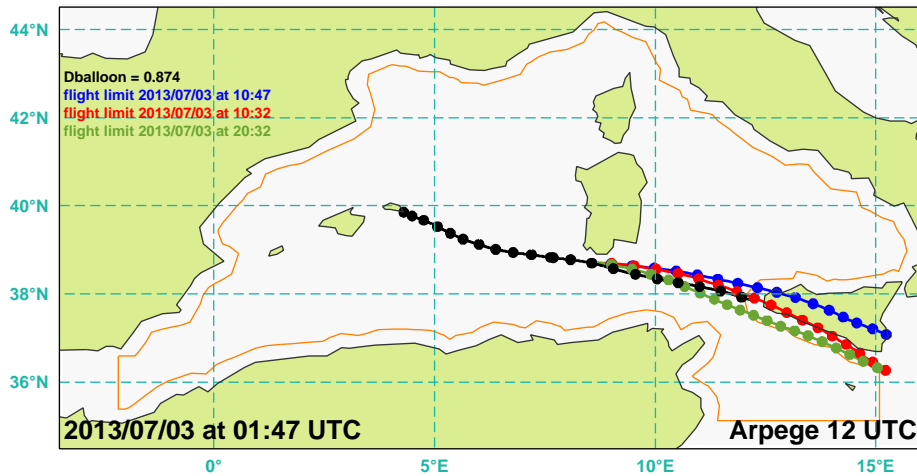 44°N
Dballoon = 0.874
flight limit 2013/07/03 at 10:47
flight limit 2013/07/03 at 10:32
flight limit 2013/07/03 at 20:32
42°N
40°N
38°N
36°N
2013/07/03 at 01:47 UTC
Arpege 12 UTC
0°
5°E
10°E
15°E